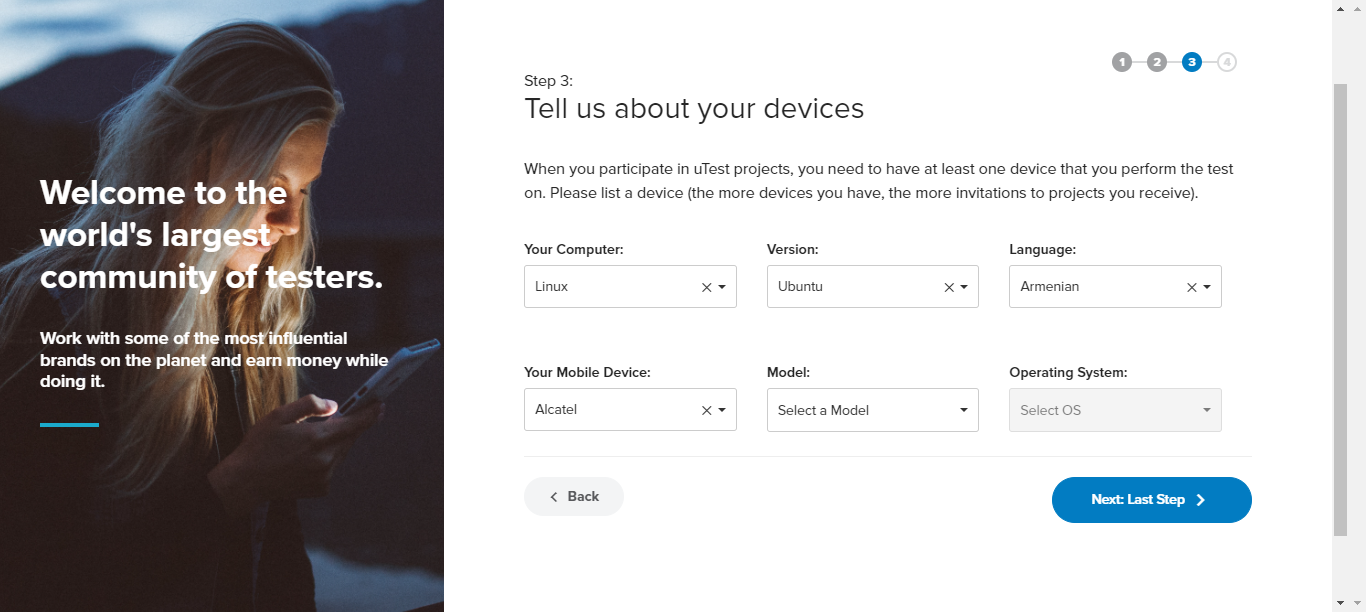 Welcome to the
world's largest
community of testers.
Work with some of the most influential
brands on the planet and earn money while
doing it.
1 2 3 4
Step 3:
Tell us about your devices
When you participate in uTest projects, you need to have at least one device that you perform the test
on. Please list a device (the more devices you have, the more invitations to projects you receive).
Your Computer: Version: Language:
Linux Ubuntu Armenian
Your Mobile Device: Model: Operating System:
Alcatel Select a Model Select OS
Back Next: Last Step